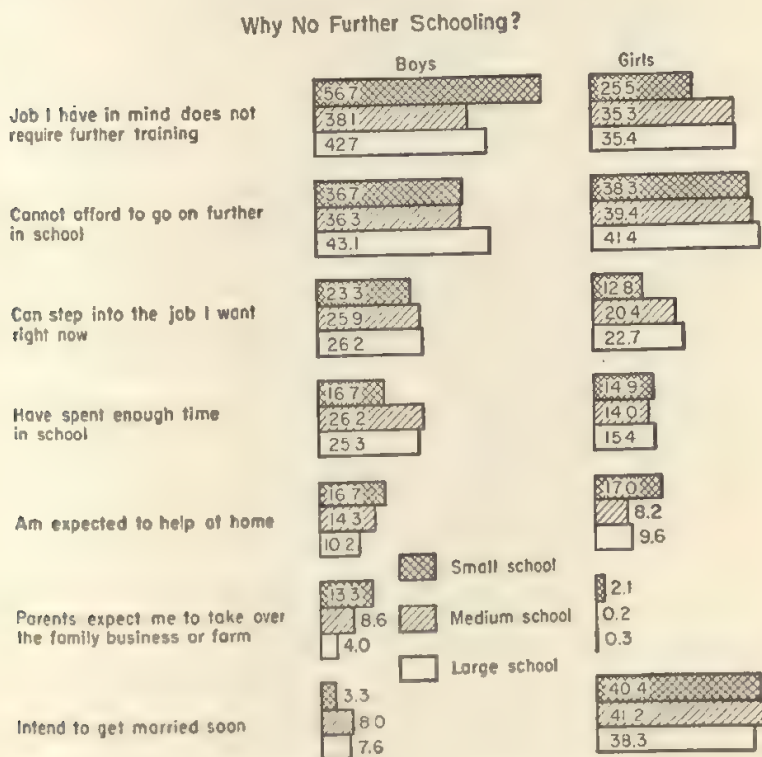 Why No Further Schooling?
Boys
Girls
Job I have in mind does not
require further training
56.7
38.1
42.7
25.5
35.3
35.4
Cannot afford to go on further
in school
36.7
36.3
43.1
38.3
39.4
41.4
Can step into the job I want
right now
23.3
25.9
26.2
12.8
20.4
22.7
Have spent enough time
in school
16.7
26.2
25.3
14.9
14.0
15.4
Am expected to help at home
16.7
14.3
10.2
17.0
8.2
9.6
Parents expect me to take over
the family business or farm
13.3
8.6
4.0
2.1
0.2
0.3
Small school
Medium school
Large school
Intend to get married soon
3.3
8.0
7.6
40.4
41.2
38.3